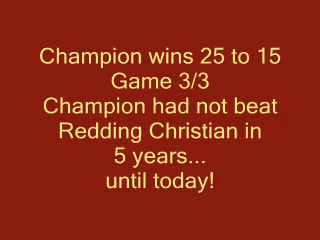 Champion wins 25 to 15
Game 3/3
Champion had not beat
Redding Christian in
5 years...
until today!